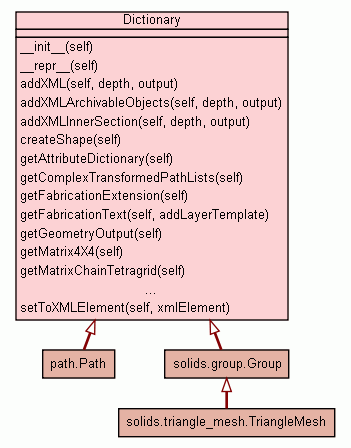 Dictionary
__init__(self)
__repr__(self)
addXML(self, depth, output)
addXMLArchivableObjects(self, depth, output)
addXMLInnerSection(self, depth, output)
createShape(self)
getAttributeDictionary(self)
getComplexTransformedPathLists(self)
getFabricationExtension(self)
getFabricationText(self, addLayerTemplate)
getGeometryOutput(self)
getMatrix4X4(self)
getMatrixChainTetragrid(self)
...
setToXMLElement(self, xmlElement)
path.Path
solids.group.Group
solids.triangle_mesh.TriangleMesh